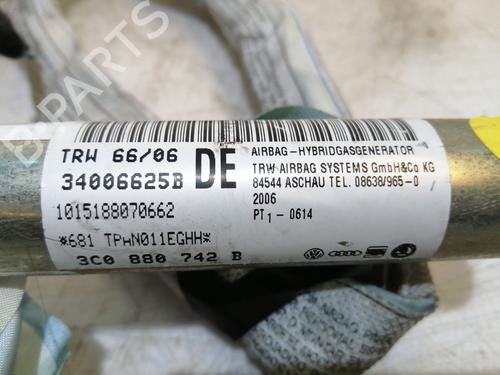 B-PARTS
TRW 66/06
34006625B
DE
1015188070662
*681 TPWN011EGHH*
3C0 880 742 B
AIRBAG-HYBRIDGASGENERATOR
TRW AIRBAG SYSTEMS GmbH&Co KG
84544 ASCHAU TEL. 08638/965-0
2006
PT1 - 0614